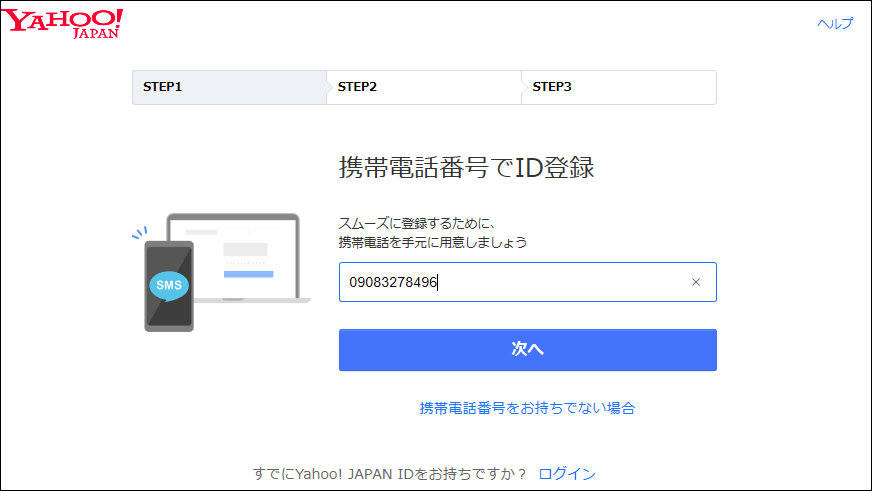 YAHOO!
JAPAN
ヘルプ
STEP1
STEP2
STEP3
携帯電話番号でID登録
スムーズに登録するために、
携帯電話を手元に用意しましょう
SMS
09083278496
次へ
携帯電話番号をお持ちでない場合
すでにYahoo! JAPAN IDをお持ちですか？ ログイン